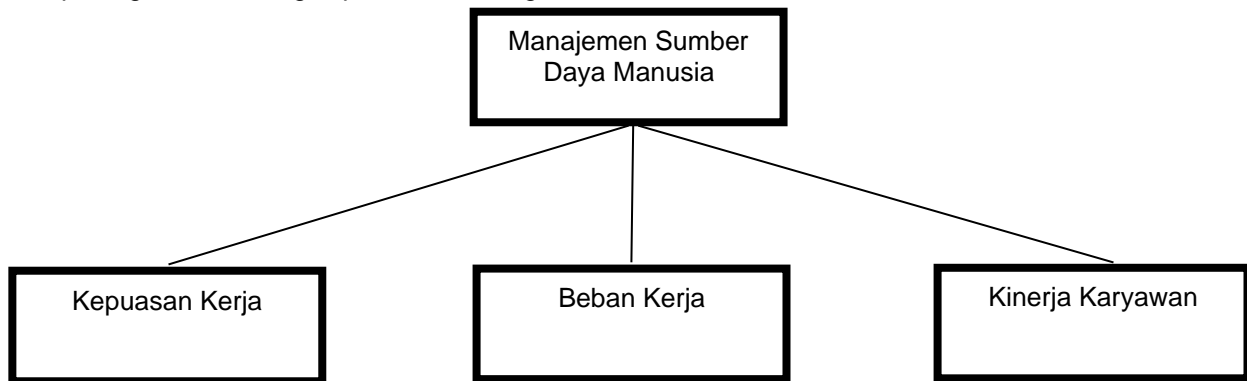 Manajemen Sumber
Daya Manusia
Kepuasan Kerja
Beban Kerja
Kinerja Karyawan